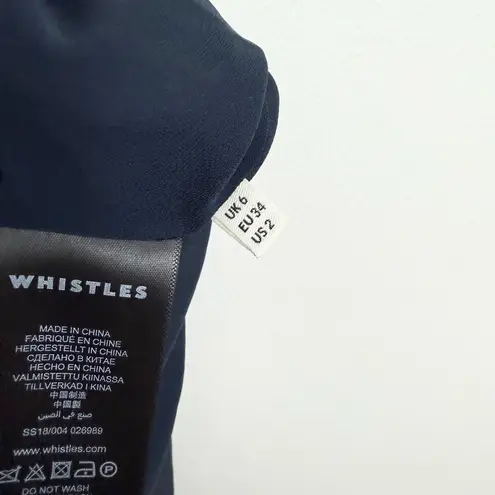 UK 6
EU 34
US 2
WHISTLES
MADE IN CHINA
FABRIQUÉ EN CHINE
HERGESTELLT IN CHINA
СДЕЛАНО В КИТАЕ
HECHO EN CHINA
VALMISTETTU KIINASSA
TILLVERKAD I KINA
中国制造
中國製
صنع في الصين
SS18/004 026989
www.whistles.com
DO NOT WASH